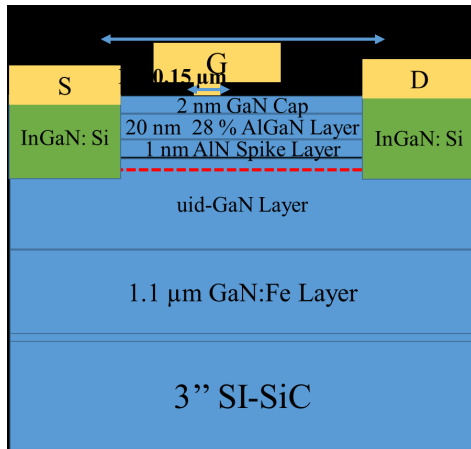 G
0.15 µm
S
D
2 nm GaN Cap
20 nm 28 % AlGaN Layer
InGaN: Si
InGaN: Si
1 nm AlN Spike Layer
uid-GaN Layer
1.1 µm GaN:Fe Layer
3’’ SI-SiC